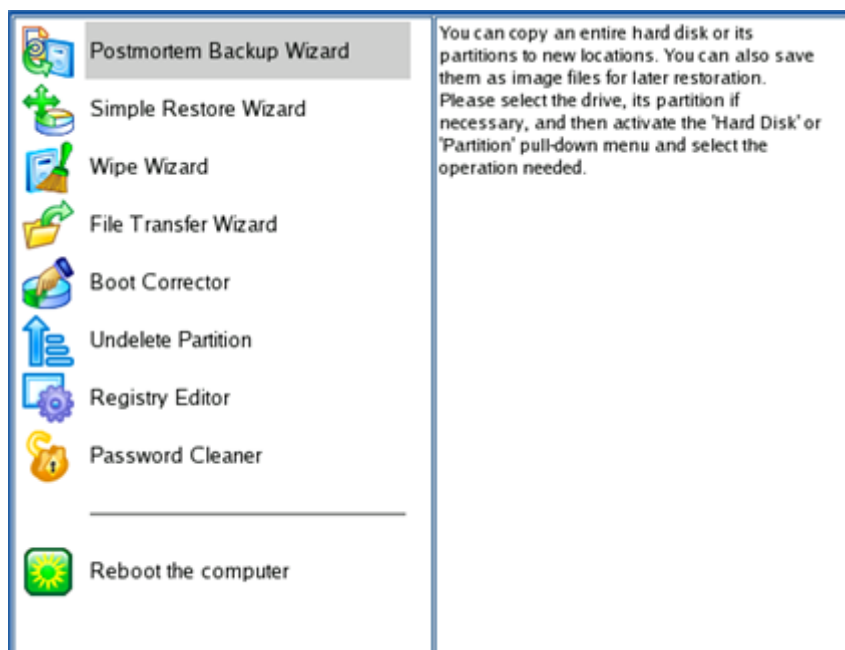 Postmortem Backup Wizard
Simple Restore Wizard
Wipe Wizard
File Transfer Wizard
Boot Corrector
Undelete Partition
Registry Editor
Password Cleaner
Reboot the computer
You can copy an entire hard disk or its
partitions to new locations. You can also save
them as image files for later restoration.
Please select the drive, its partition if
necessary, and then activate the 'Hard Disk' or
'Partition' pull-down menu and select the
operation needed.